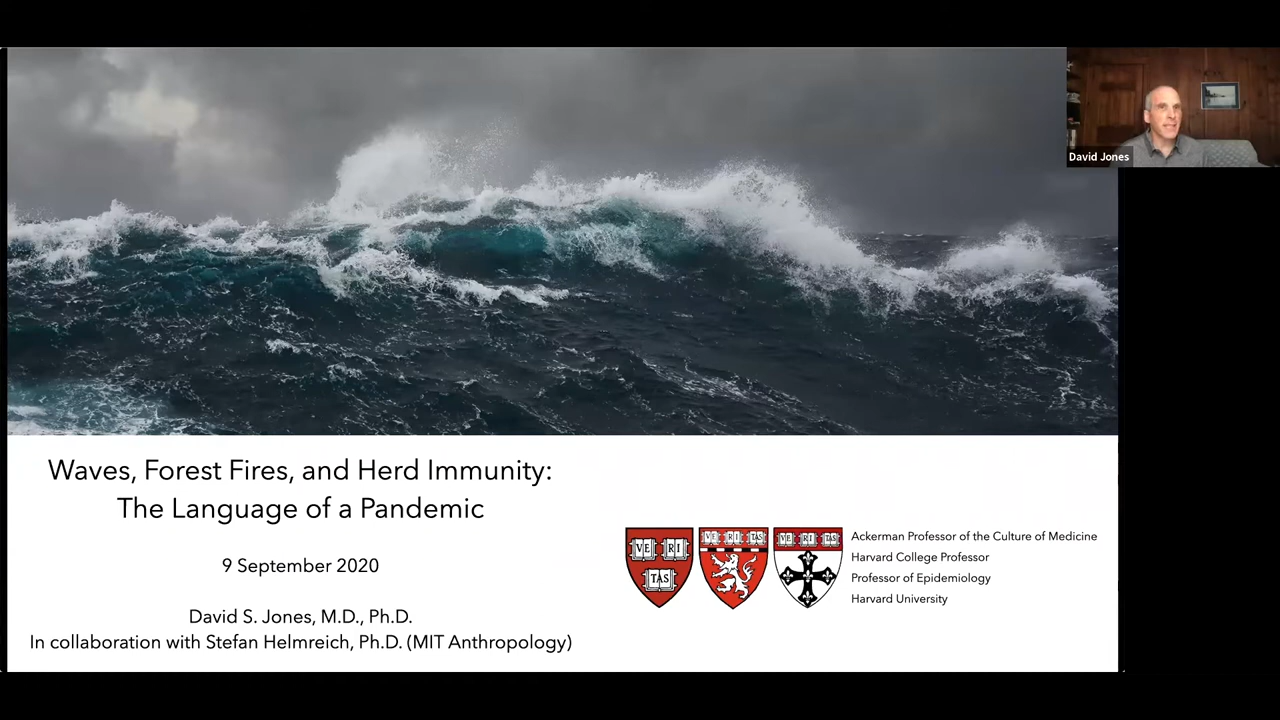 David Jones
Waves, Forest Fires, and Herd Immunity:
The Language of a Pandemic
9 September 2020
David S. Jones, M.D., Ph.D.
In collaboration with Stefan Helmreich, Ph.D. (MIT Anthropology)
VE RI
TAS
VE RI TAS
VE RI TAS
Ackerman Professor of the Culture of Medicine
Harvard College Professor
Professor of Epidemiology
Harvard University